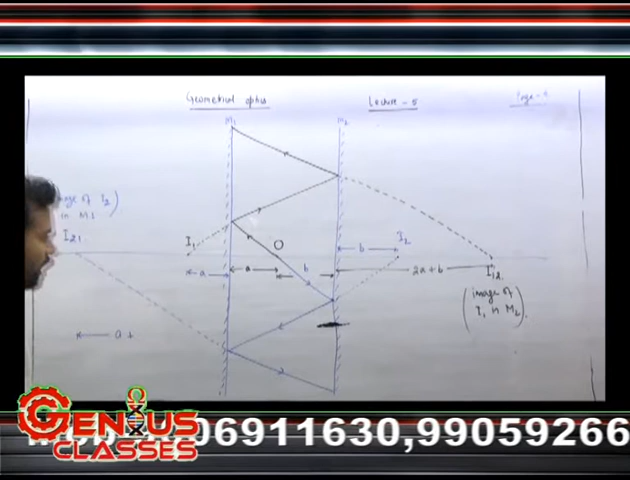 Geometrical optics
Lecture - 5
Page - 4
M1
M2
image of I2)
in M1
I21
I1
O
b
I2
a
a
b
2a+b
I12
(image of
I1 in M2)
a +
GENIUS
CLASSES
06911630,99059266